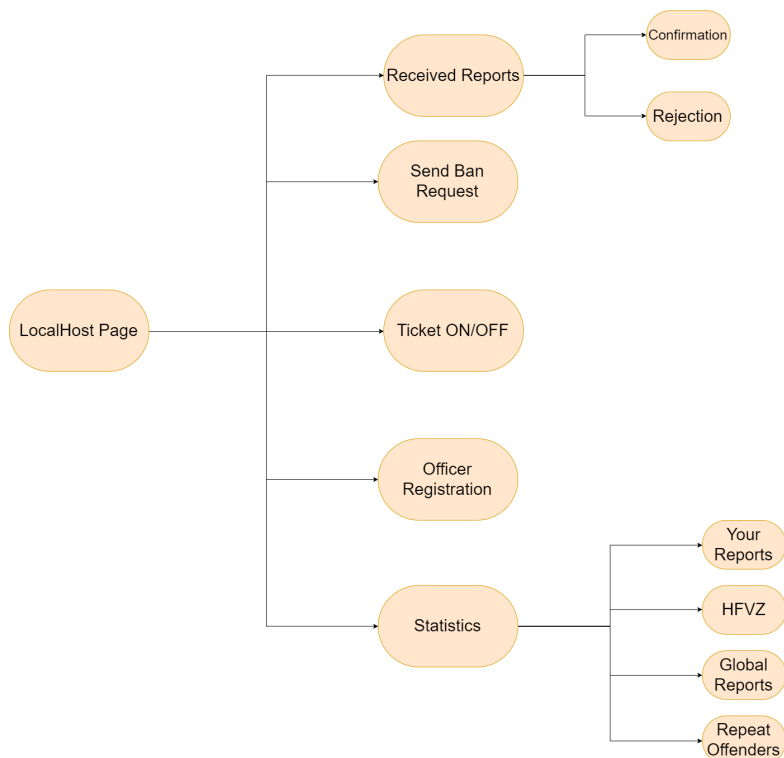 LocalHost Page
Received Reports
Confirmation
Rejection
Send Ban
Request
Ticket ON/OFF
Officer
Registration
Statistics
Your
Reports
HFVZ
Global
Reports
Repeat
Offenders